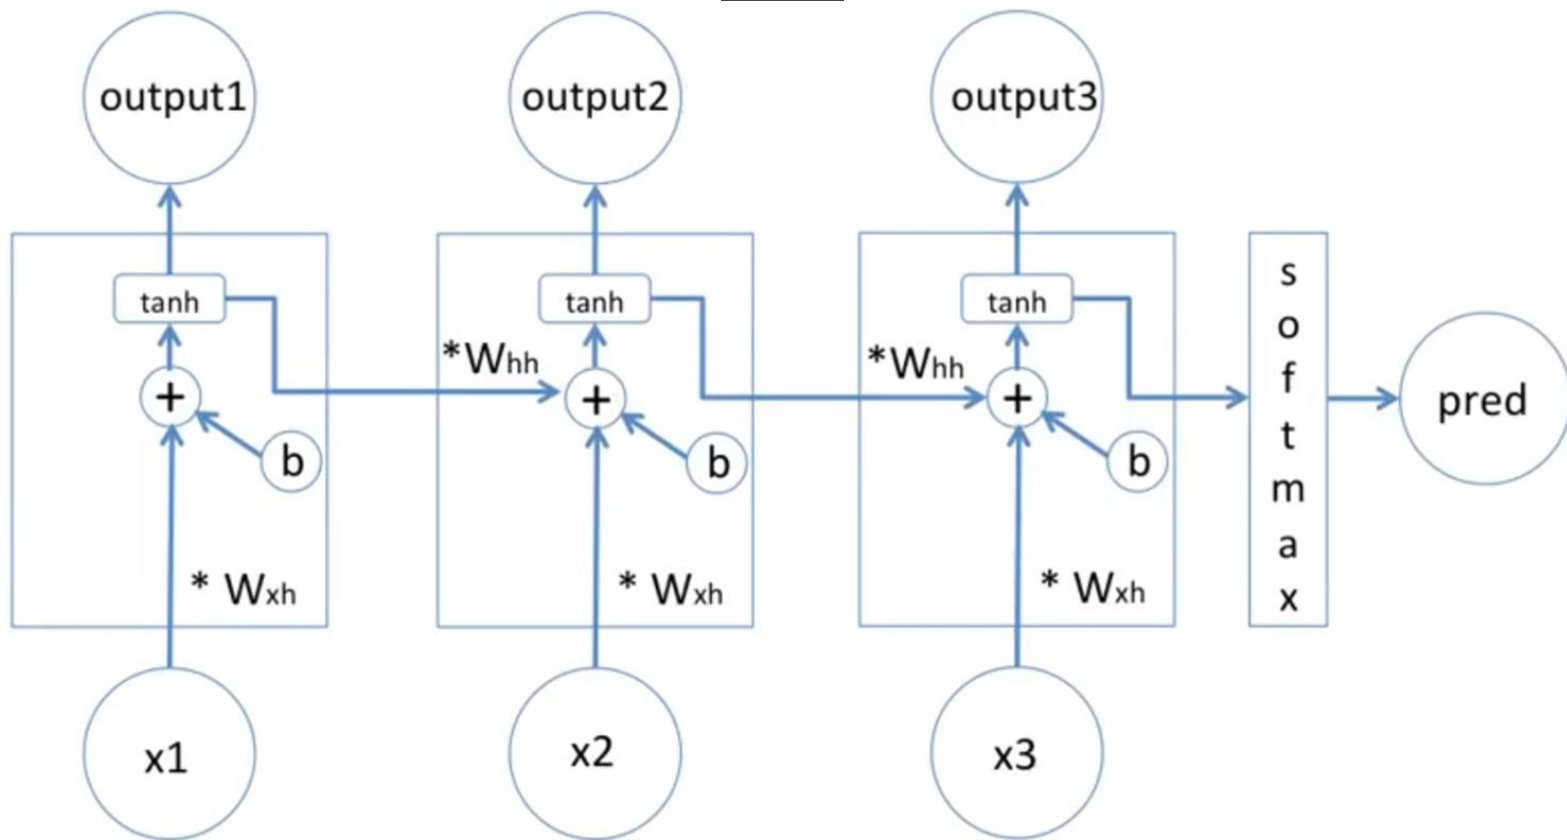 output1
output2
output3
tanh
tanh
tanh
*Whh
*Whh
+
+
+
b
b
b
* Wxh
* Wxh
* Wxh
x1
x2
x3
s
o
f
t
m
a
x
pred